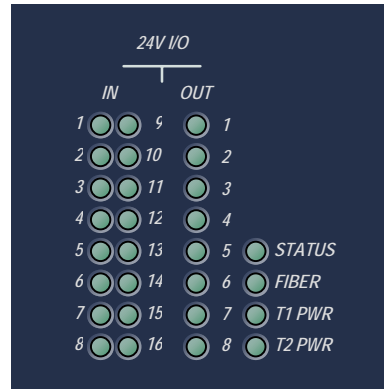 24V I/O
IN OUT
1 9 1
2 10 2
3 11 3
4 12 4
5 13 5 STATUS
6 14 6 FIBER
7 15 7 T1 PWR
8 16 8 T2 PWR